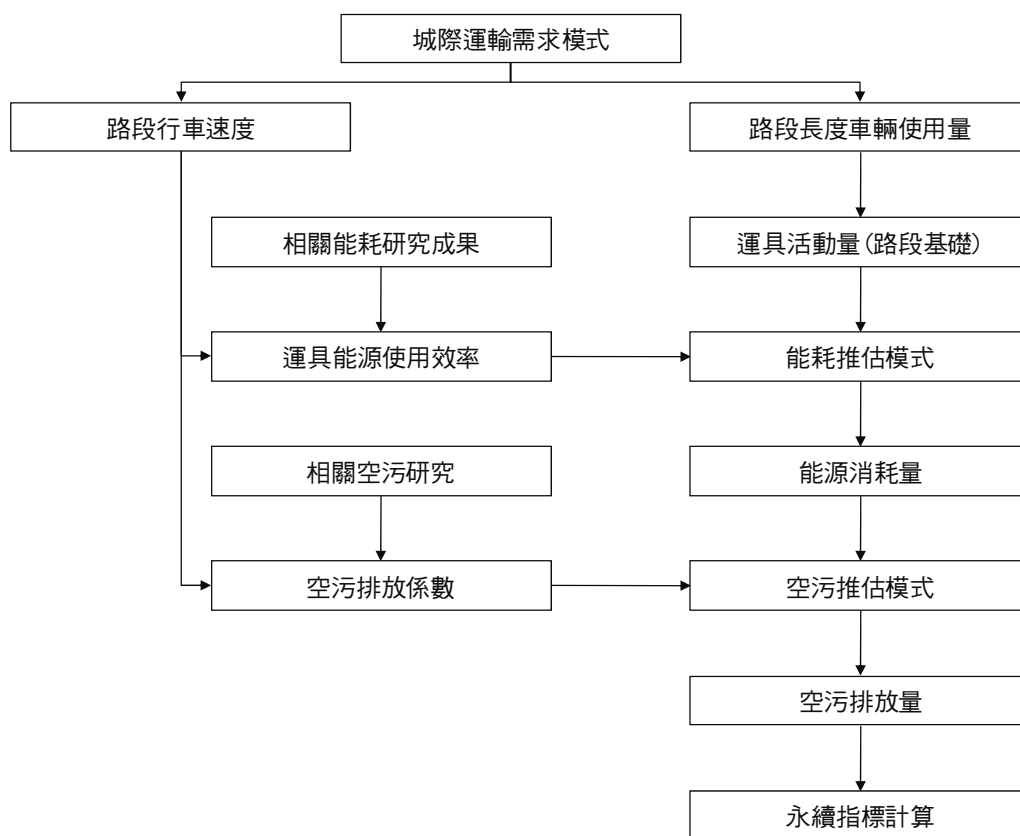 城際運輸需求模式
路段行車速度
路段長度車輛使用量
相關能耗研究成果
運具活動量(路段基礎)
運具能源使用效率
能耗推估模式
相關空污研究
能源消耗量
空污排放係數
空污推估模式
空污排放量
永續指標計算